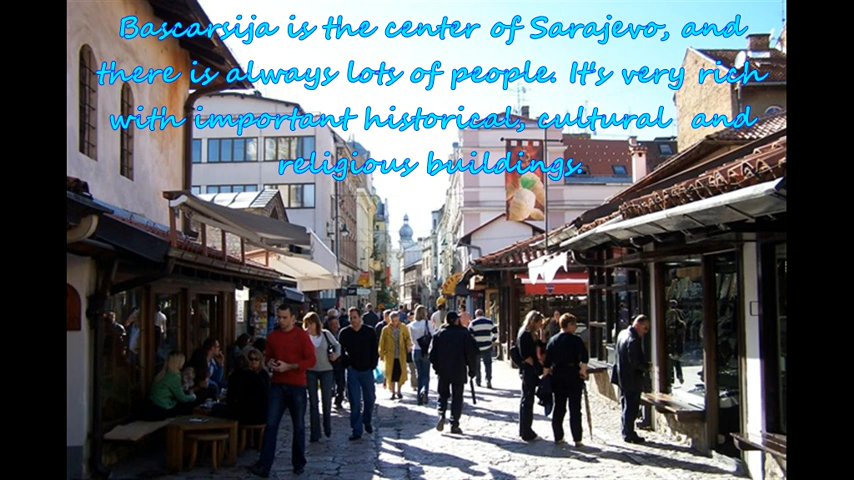 Bascarsija is the center of Sarajevo, and
there is always lots of people. It's very rich
with important historical, cultural  and
religious buildings.